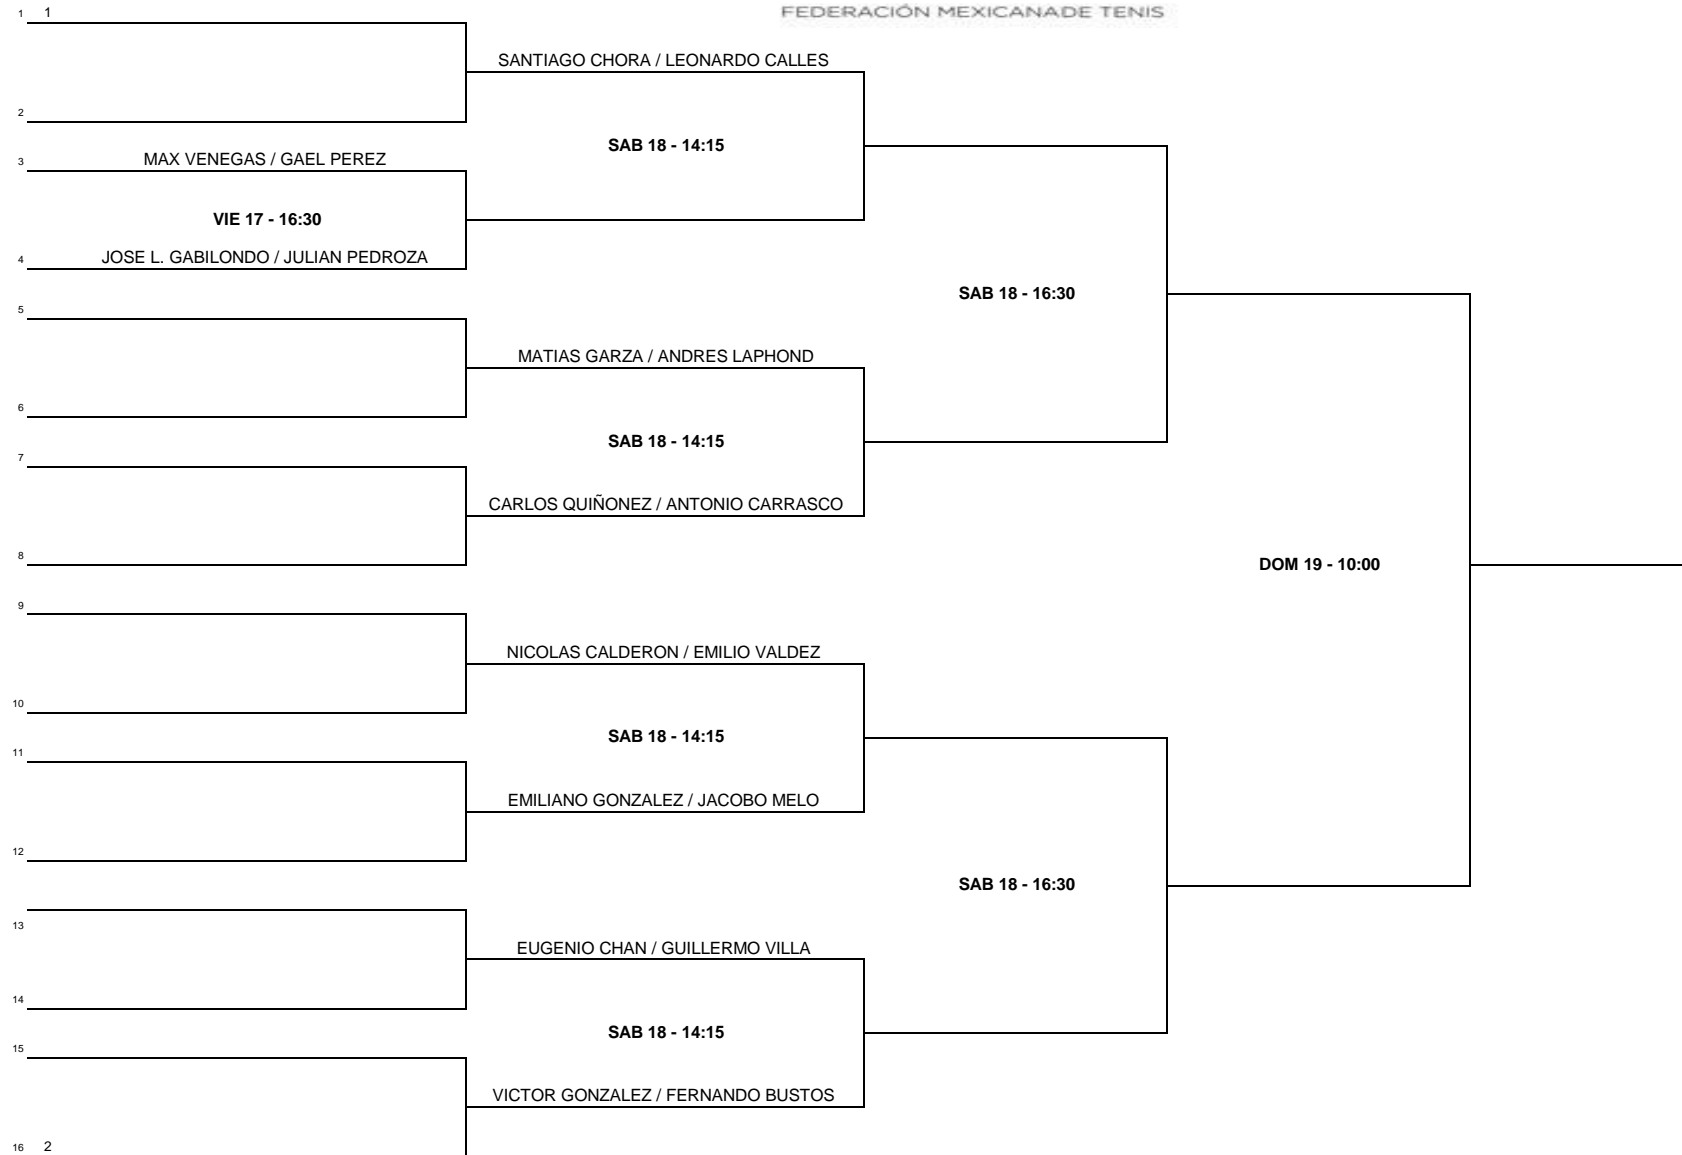 FEDERACIÓN MEXICANADE TENIS
1 1
SANTIAGO CHORA / LEONARDO CALLES
2
SAB 18 - 14:15
3 MAX VENEGAS / GAEL PEREZ
VIE 17 - 16:30
4 JOSE L. GABILONDO / JULIAN PEDROZA
SAB 18 - 16:30
5
MATIAS GARZA / ANDRES LAPHOND
6
SAB 18 - 14:15
7
CARLOS QUIÑONEZ / ANTONIO CARRASCO
8
DOM 19 - 10:00
9
NICOLAS CALDERON / EMILIO VALDEZ
10
SAB 18 - 14:15
11
EMILIANO GONZALEZ / JACOBO MELO
12
SAB 18 - 16:30
13
EUGENIO CHAN / GUILLERMO VILLA
14
SAB 18 - 14:15
15
VICTOR GONZALEZ / FERNANDO BUSTOS
16 2